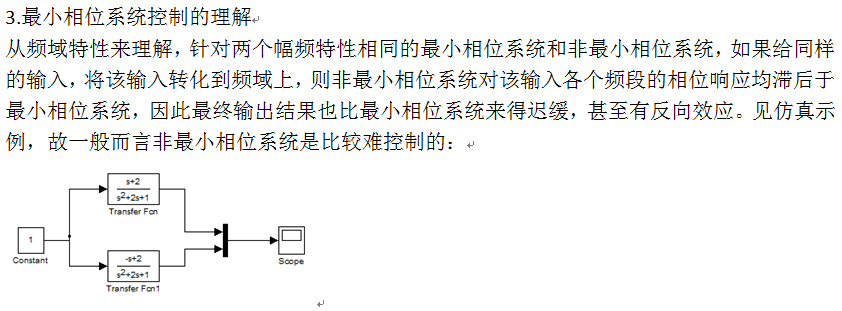 3.最小相位系统控制的理解
从频域特性来理解，针对两个幅频特性相同的最小相位系统和非最小相位系统，如果给同样
的输入，将该输入转化到频域上，则非最小相位系统对该输入各个频段的相位响应均滞后于
最小相位系统，因此最终输出结果也比最小相位系统来得迟缓，甚至有反向效应。见仿真示
例，故一般而言非最小相位系统是比较难控制的：
s+2
s2+2s+1
Transfer Fcn
1
Constant
Scope
-s+2
s2+2s+1
Transfer Fcn1